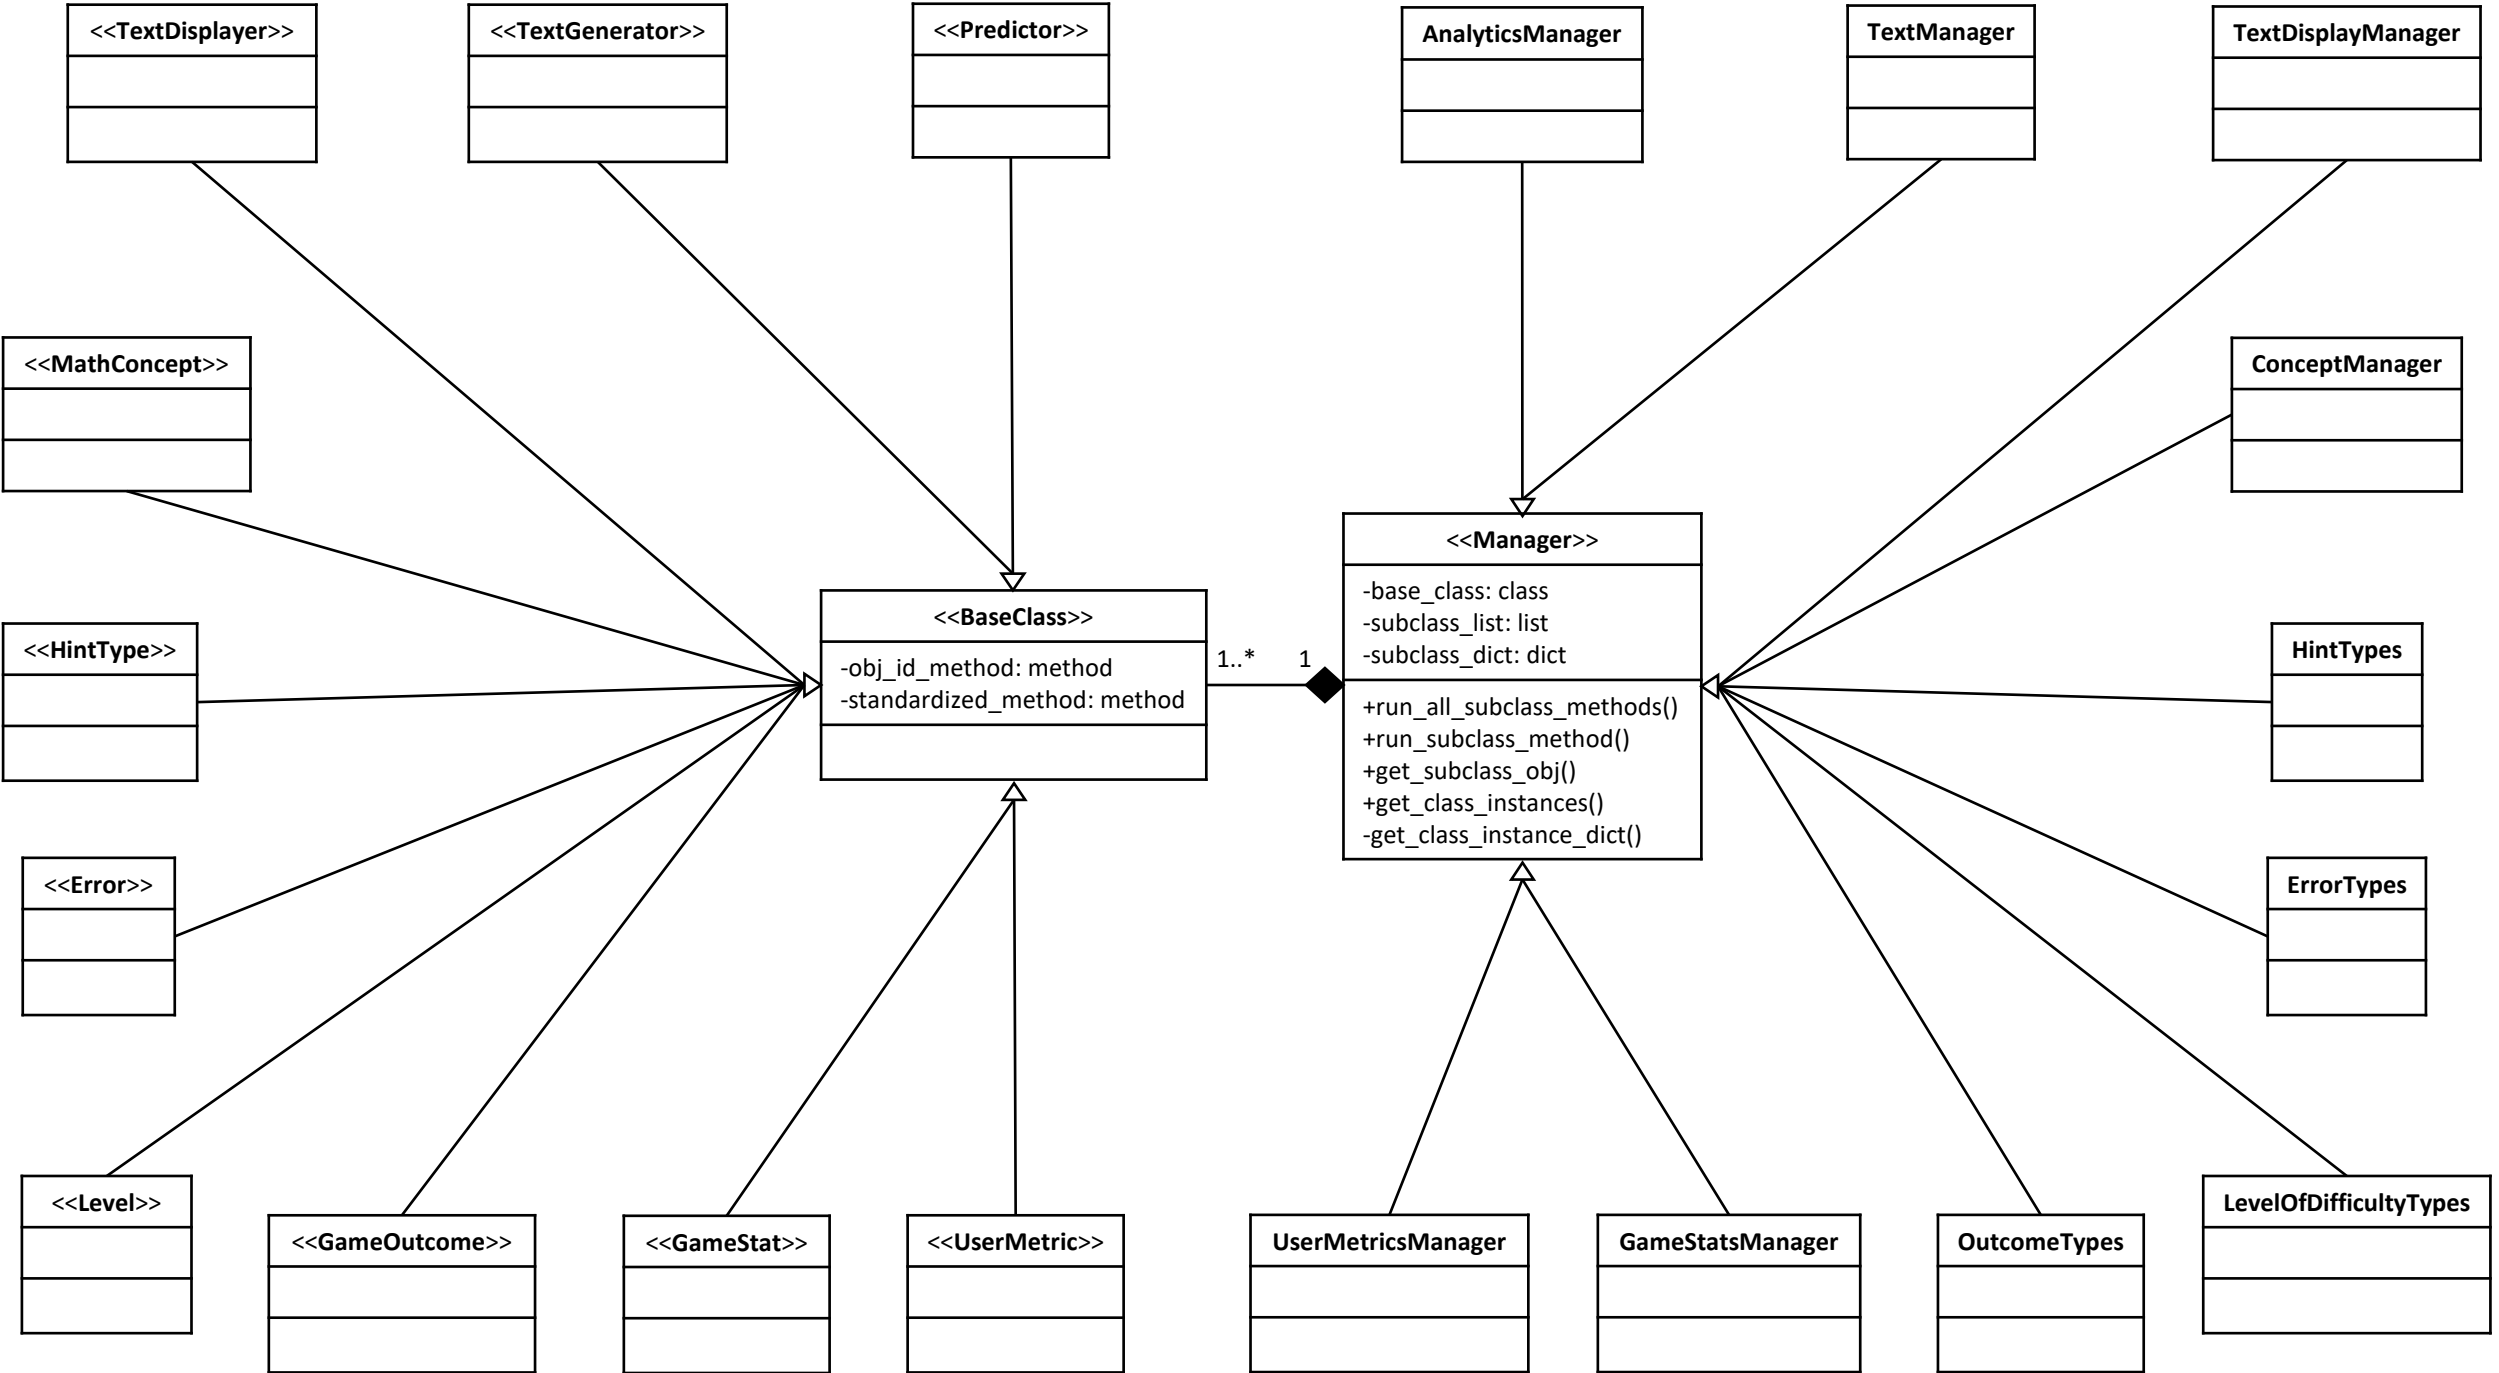 <<TextDisplayer>>
<<TextGenerator>>
<<Predictor>>
AnalyticsManager
TextManager
TextDisplayManager
<<MathConcept>>
ConceptManager
<<HintType>>
<<BaseClass>>
-obj_id_method: method
-standardized_method: method
1..*
1
<<Manager>>
-base_class: class
-subclass_list: list
-subclass_dict: dict
+run_all_subclass_methods()
+run_subclass_method()
+get_subclass_obj()
+get_class_instances()
-get_class_instance_dict()
HintTypes
<<Error>>
ErrorTypes
<<Level>>
<<GameOutcome>>
<<GameStat>>
<<UserMetric>>
UserMetricsManager
GameStatsManager
OutcomeTypes
LevelOfDifficultyTypes